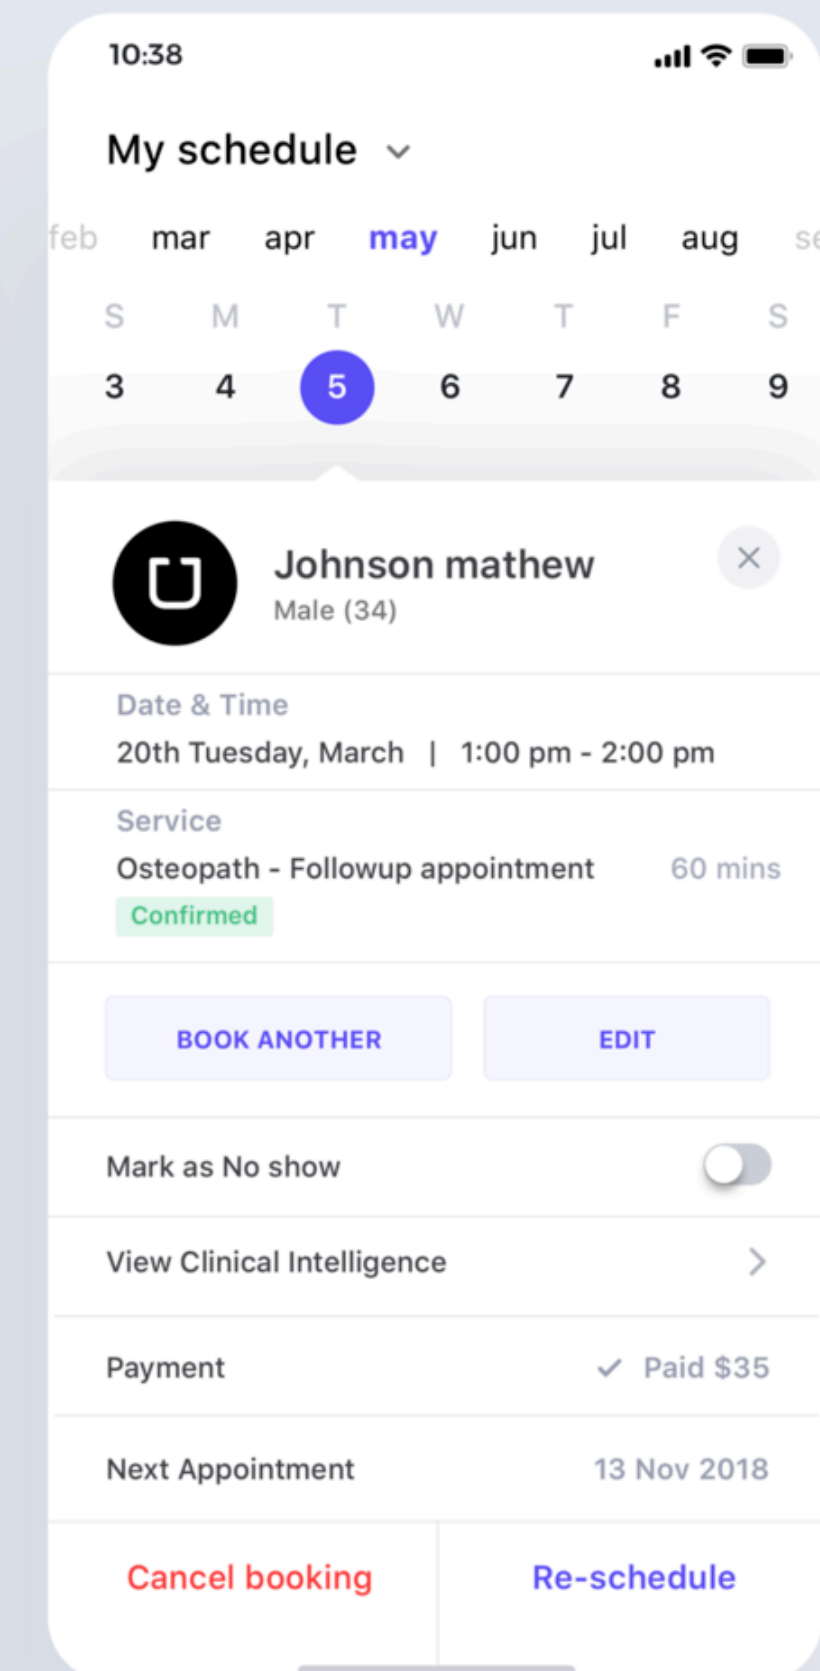 10:38
My schedule
feb mar apr may jun jul aug se
S M T W T F S
3 4 5 6 7 8 9
Johnson mathew
Male (34)
Date & Time
20th Tuesday, March | 1:00 pm - 2:00 pm
Service
Osteopath - Followup appointment 60 mins
Confirmed
BOOK ANOTHER EDIT
Mark as No show
View Clinical Intelligence
Payment Paid $35
Next Appointment 13 Nov 2018
Cancel booking Re-schedule